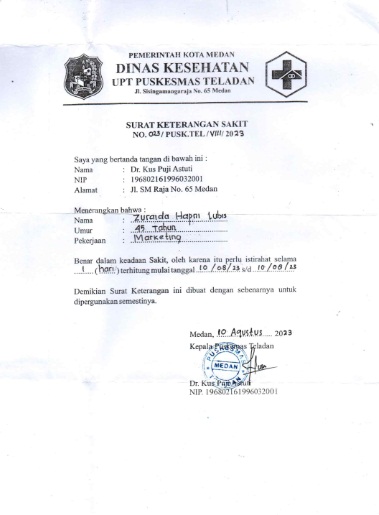 PEMERINTAH KOTA MEDAN
DINAS KESEHATAN
UPT PUSKESMAS TELADAN
Jl. Sisingamangaraja No. 65 Medan
SURAT KETERANGAN SAKIT
NO. 025/ PUSK.TEL / VIII / 2023
Saya yang bertanda tangan di bawah ini :
Nama : Dr. Kus Puji Astuti
NIP : 196802161996032001
Alamat : Jl. SM Raja No. 65 Medan
Menerangkan bahwa :
Nama : Zuraida Hapni Lubis
Umur : 45 Tahun
Pekerjaan : Marketing
Benar dalam keadaan Sakit, oleh karena itu perlu istirahat selama
1 (hari) terhitung mulai tanggal 10/08/23 s/d 10/08/23
Demikian Surat Keterangan ini dibuat dengan sebenarnya untuk
dipergunakan semestinya.
Medan, 10 Agustus 2023
Kepala Puskesmas Teladan
MEDAN
Dr. Kus Puji Astuti
NIP. 196802161996032001